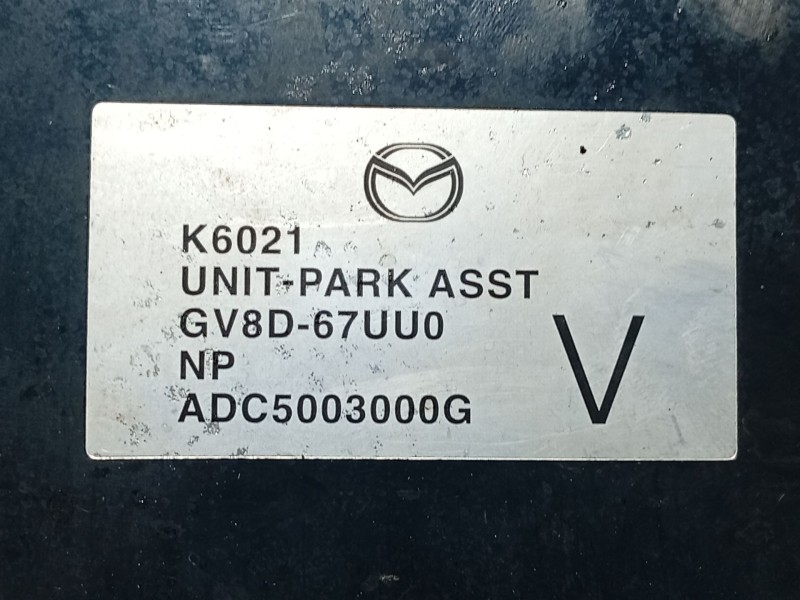 K6021
UNIT-PARK ASST
GV8D-67UU0
NP
ADC5003000G
V